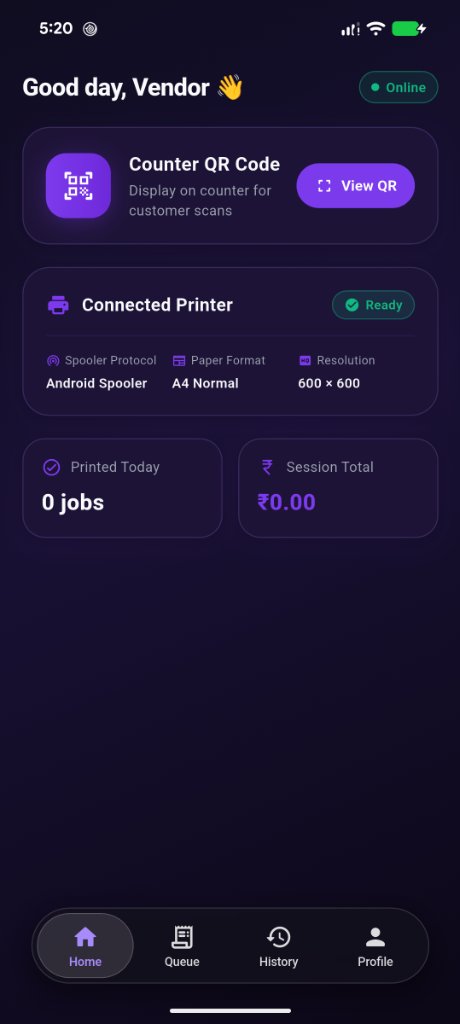 5:20
Good day, Vendor 👋
Online
Counter QR Code
Display on counter for
customer scans
View QR
Connected Printer
Ready
Spooler Protocol
Android Spooler
Paper Format
A4 Normal
HQ Resolution
600 × 600
Printed Today
0 jobs
₹ Session Total
₹0.00
Home
Queue
History
Profile